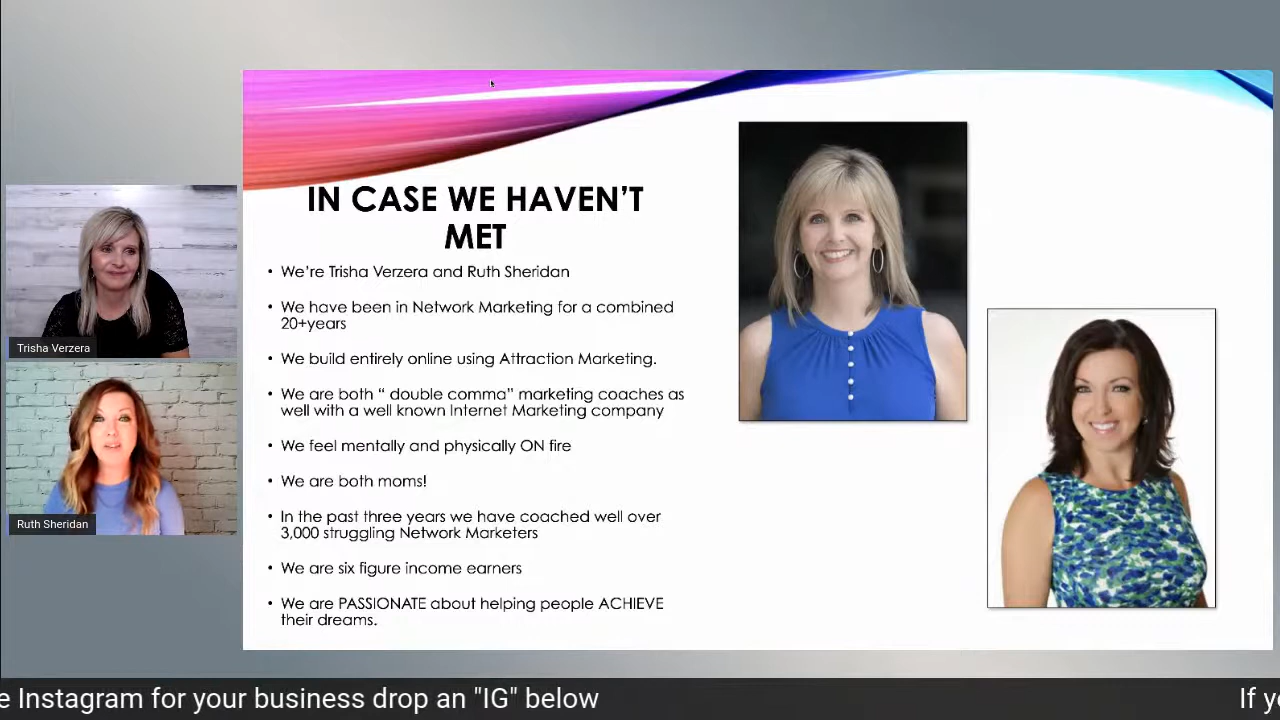 IN CASE WE HAVEN'T
MET
• We're Trisha Verzera and Ruth Sheridan
• We have been in Network Marketing for a combined
20+years
• We build entirely online using Attraction Marketing.
• We are both “ double comma” marketing coaches as
well with a well known Internet Marketing company
• We feel mentally and physically ON fire
• We are both moms!
• In the past three years we have coached well over
3,000 struggling Network Marketers
• We are six figure income earners
• We are PASSIONATE about helping people ACHIEVE
their dreams.
Trisha Verzera
Ruth Sheridan
e Instagram for your business drop an "IG" below
If